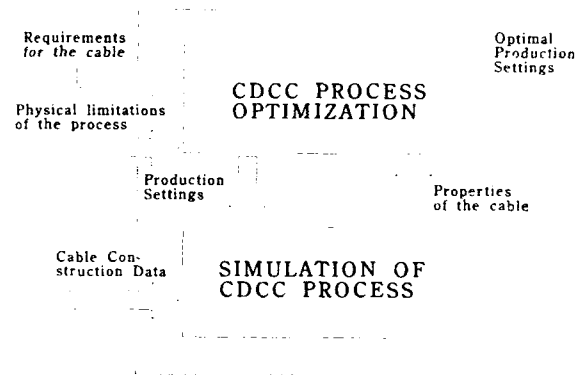 Requirements
for the cable
Optimal
Production
Settings
CDCC PROCESS
OPTIMIZATION
Physical limitations
of the process
Production
Settings
Properties
of the cable
Cable Con-
struction Data
SIMULATION OF
CDCC PROCESS